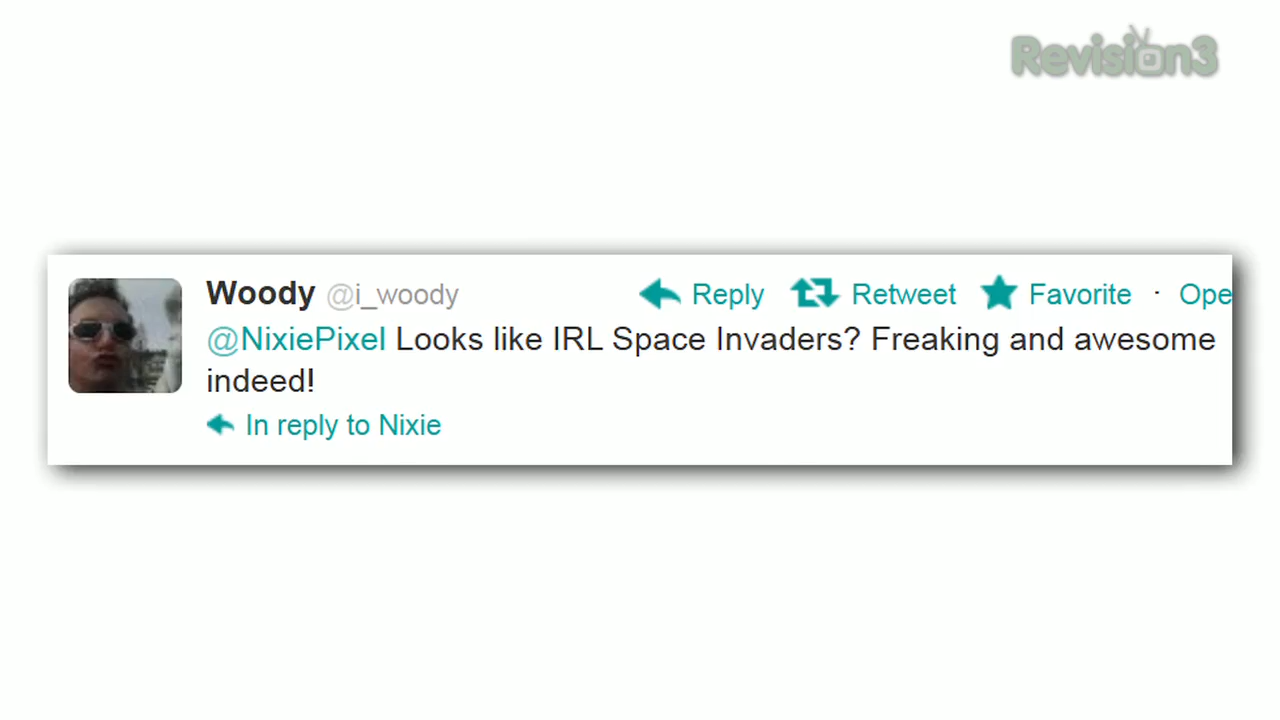 Revision3
Woody @i_woody Reply Retweet Favorite · Ope
@NixiePixel Looks like IRL Space Invaders? Freaking and awesome
indeed!
In reply to Nixie